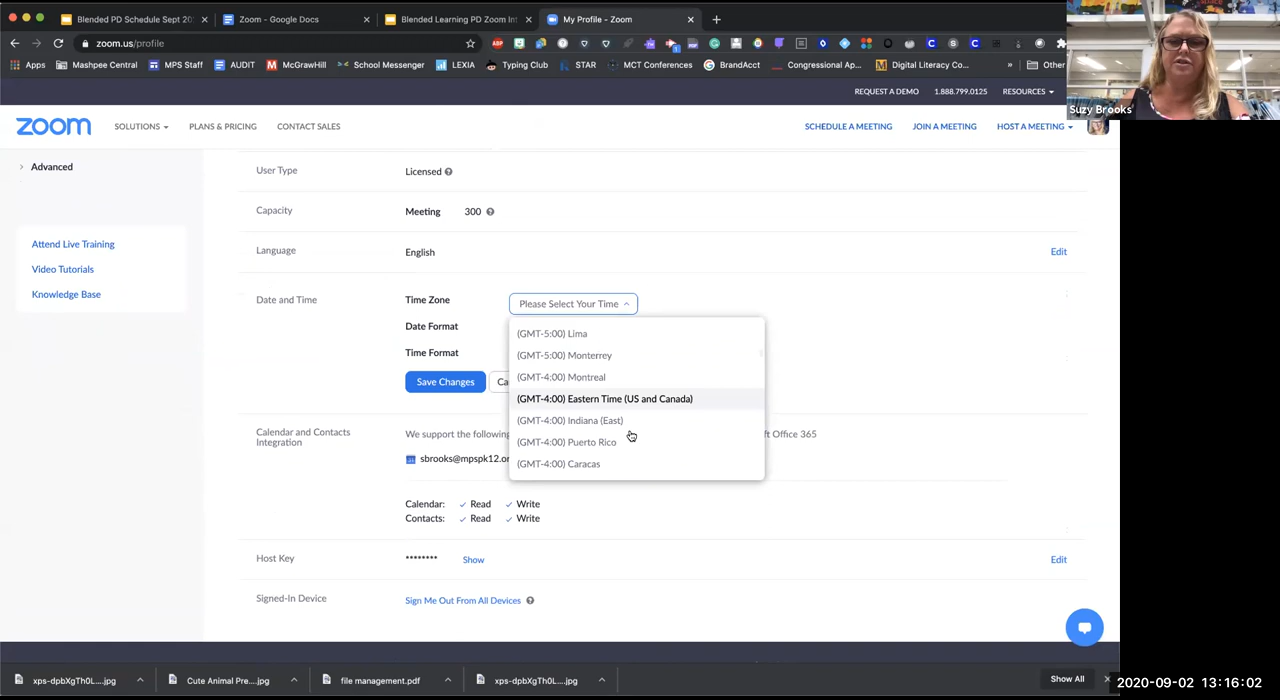 Blended PD Schedule Sept 20
Zoom - Google Docs
Blended Learning PD Zoom Int
My Profile - Zoom
zoom.us/profile
Apps
Mashpee Central
MPS Staff
AUDIT
McGrawHill
School Messenger
LEXIA
Typing Club
STAR
MCT Conferences
BrandAcct
Congressional Ap...
Digital Literacy Co...
»
Other
Suzy Brooks
REQUEST A DEMO
1.888.799.0125
RESOURCES
zoom
SOLUTIONS
PLANS & PRICING
CONTACT SALES
SCHEDULE A MEETING
JOIN A MEETING
HOST A MEETING
Advanced
Attend Live Training
Video Tutorials
Knowledge Base
User Type
Licensed
Capacity
Meeting 300
Language
English
Edit
Date and Time
Time Zone
Please Select Your Time
Date Format
Time Format
Save Changes
Ca
(GMT-5:00) Lima
(GMT-5:00) Monterrey
(GMT-4:00) Montreal
(GMT-4:00) Eastern Time (US and Canada)
(GMT-4:00) Indiana (East)
(GMT-4:00) Puerto Rico
(GMT-4:00) Caracas
Calendar and Contacts
Integration
We support the following
ft Office 365
sbrooks@mpspk12.or
Calendar: Read Write
Contacts: Read Write
Host Key
********
Show
Edit
Signed-In Device
Sign Me Out From All Devices
xps-dpbXgTh0L....jpg
Cute Animal Pre....jpg
file management.pdf
xps-dpbXgTh0L....jpg
Show All
2020-09-02 13:16:02